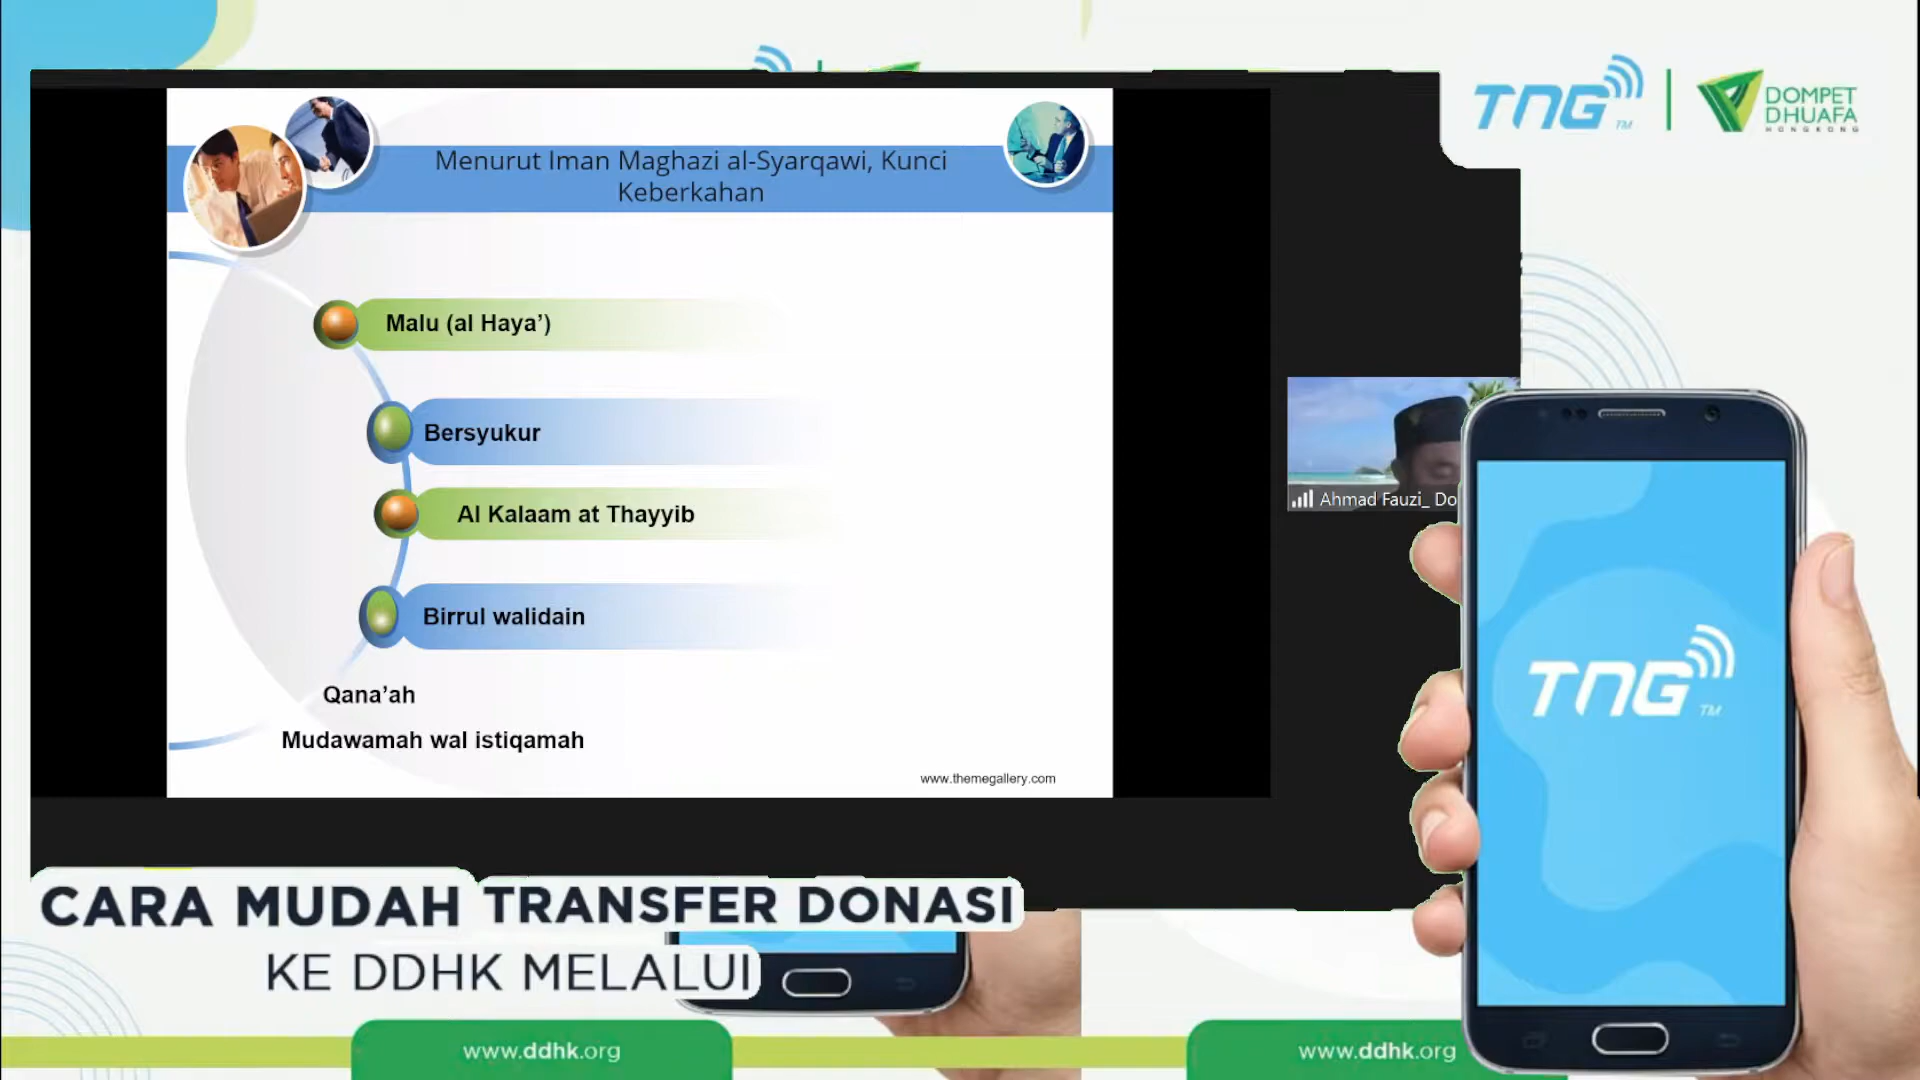 TNG TM
DOMPET
DHUAFA
HONGKONG
Menurut Iman Maghazi al-Syarqawi, Kunci
Keberkahan
Malu (al Haya’)
Bersyukur
Al Kalaam at Thayyib
Birrul walidain
Qana’ah
Mudawamah wal istiqamah
www.themegallery.com
Ahmad Fauzi_ Do
TNG TM
CARA MUDAH TRANSFER DONASI
KE DDHK MELALUI
www.ddhk.org
www.ddhk.org